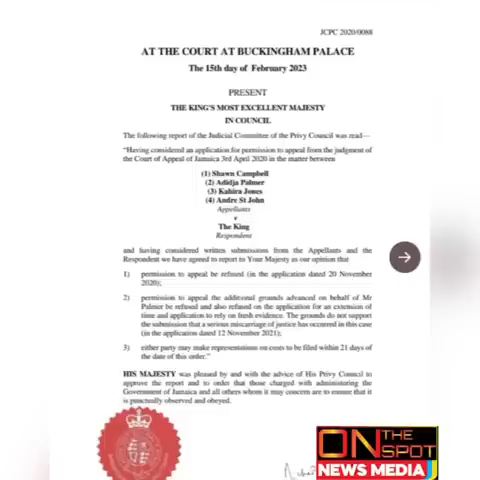 JCPC 2020/0088
AT THE COURT AT BUCKINGHAM PALACE
The 15th day of February 2023
PRESENT
THE KING'S MOST EXCELLENT MAJESTY
IN COUNCIL
The following report of the Judicial Committee of the Privy Council was read—
"Having considered an application for permission to appeal from the judgment of
the Court of Appeal of Jamaica 3rd April 2020 in the matter between
(1) Shawn Campbell
(2) Adidja Palmer
(3) Kahira Jones
(4) Andre St John
Appellants
v
The King
Respondent
and having considered written submissions from the Appellants and the
Respondent we have agreed to report to Your Majesty as our opinion that
1) permission to appeal be refused (in the application dated 20 November
2020);
2) permission to appeal the additional grounds advanced on behalf of Mr
Palmer be refused and also refused on the application for an extension of
time and application to rely on fresh evidence. The grounds do not support
the submission that a serious miscarriage of justice has occurred in this case
(in the application dated 12 November 2021);
3) either party may make representations on costs to be filed within 21 days of
the date of this order."
HIS MAJESTY was pleased by and with the advice of His Privy Council to
approve the report and to order that those charged with administering the
Government of Jamaica and all others whom it may concern are to ensure that it
is punctually observed and obeyed.
ON THE SPOT
NEWS MEDIA